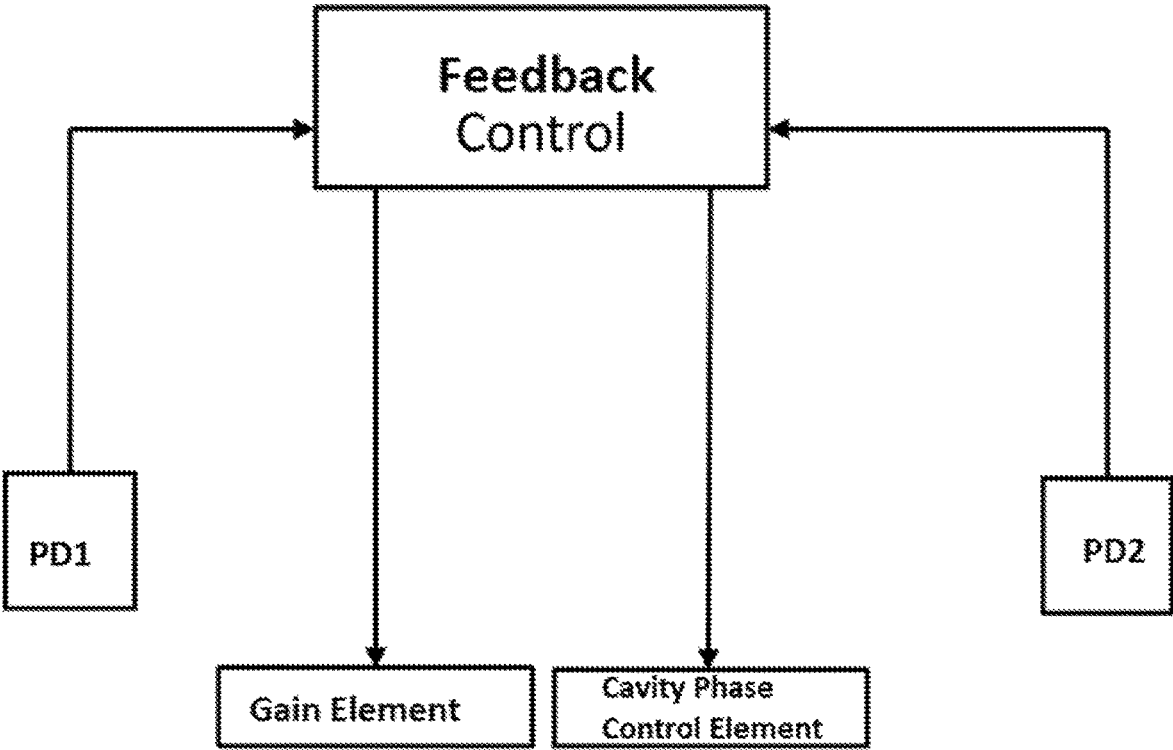 Feedback
Control
PD1
PD2
Gain Element
Cavity Phase
Control Element